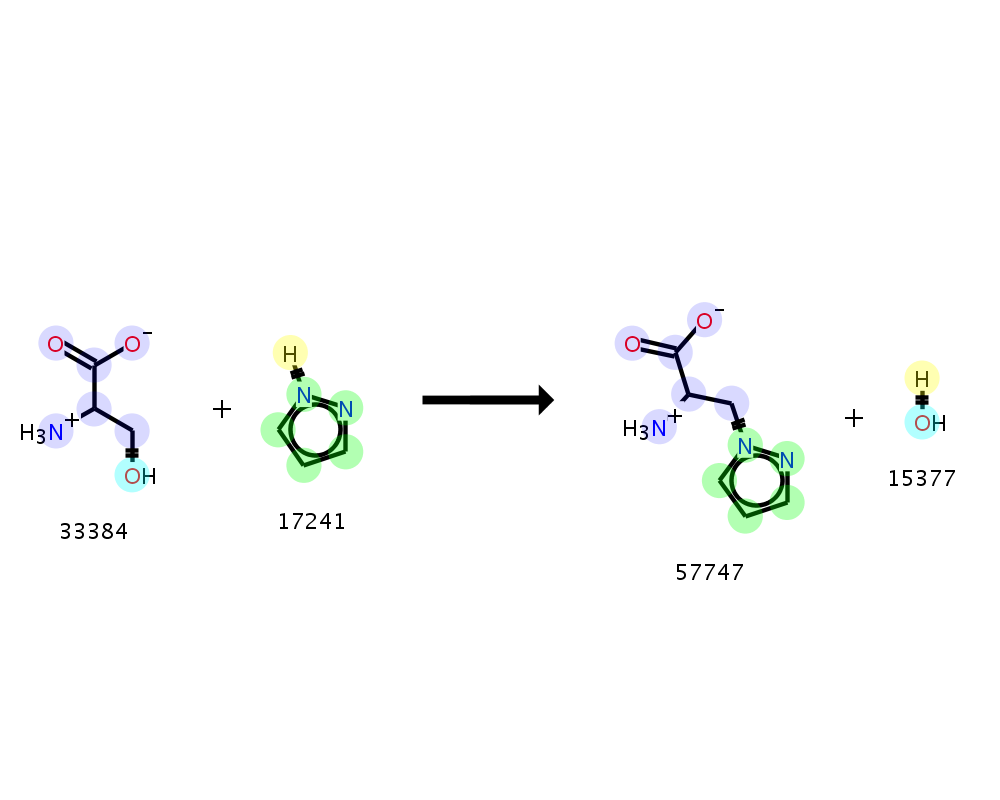 O O⁻
H₃N⁺
OH
33384
+
H
N
N
17241
O O⁻
H₃N⁺
N
N
57747
+
H
OH
15377